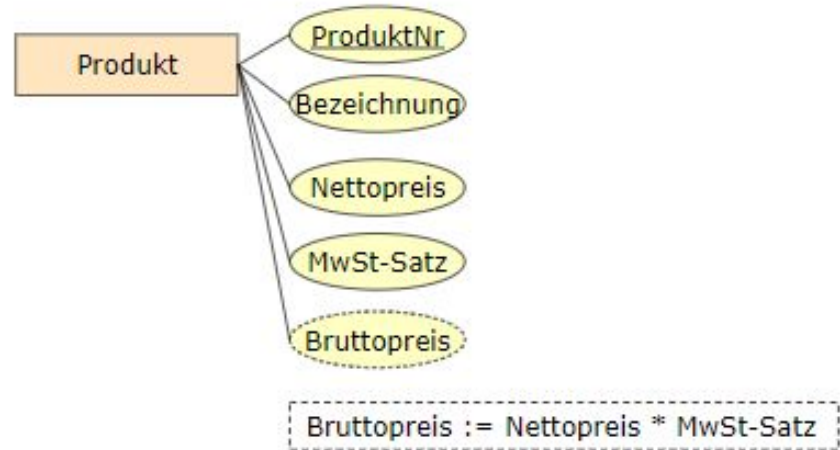 Produkt
ProduktNr
Bezeichnung
Nettopreis
MwSt-Satz
Bruttopreis
Bruttopreis := Nettopreis * MwSt-Satz